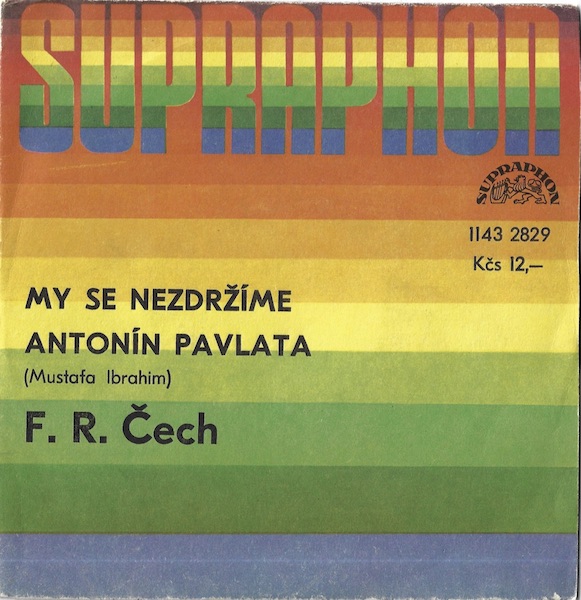 SUPRAPHON
SUPRAPHON
1143 2829
Kčs 12,—
MY SE NEZDRŽÍME
ANTONÍN PAVLATA
(Mustafa Ibrahim)
F. R. Čech